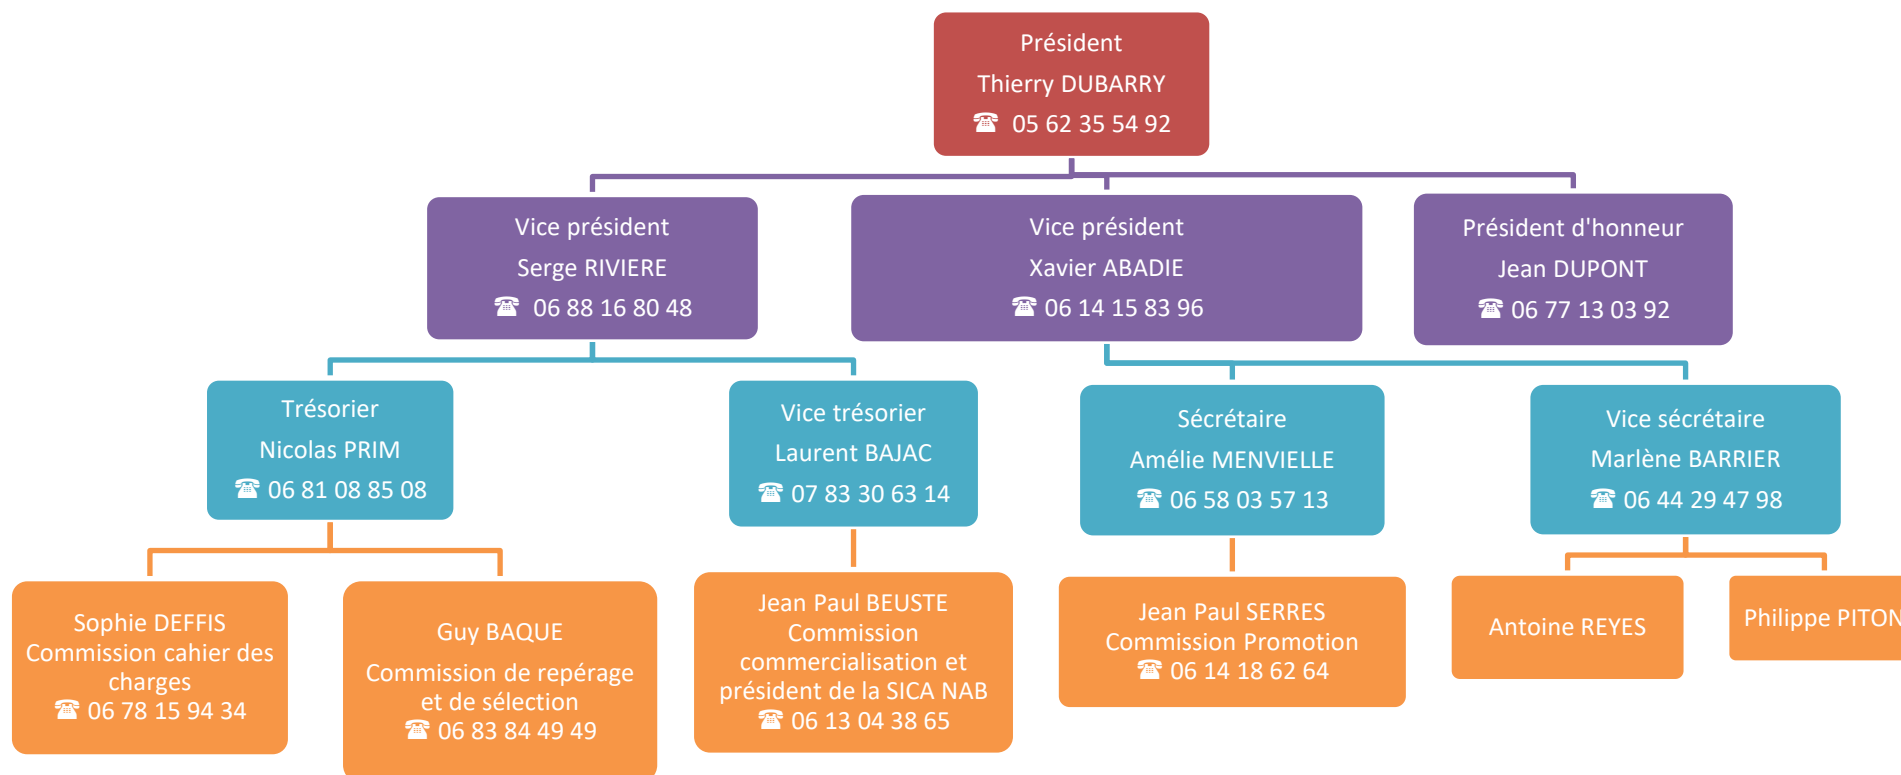 Président
Thierry DUBARRY
☎ 05 62 35 54 92
Vice président
Serge RIVIERE
☎ 06 88 16 80 48
Vice président
Xavier ABADIE
☎ 06 14 15 83 96
Président d'honneur
Jean DUPONT
☎ 06 77 13 03 92
Trésorier
Nicolas PRIM
☎ 06 81 08 85 08
Vice trésorier
Laurent BAJAC
☎ 07 83 30 63 14
Sécrétaire
Amélie MENVIELLE
☎ 06 58 03 57 13
Vice sécrétaire
Marlène BARRIER
☎ 06 44 29 47 98
Sophie DEFFIS
Commission cahier des
charges
☎ 06 78 15 94 34
Guy BAQUE
Commission de repérage
et de sélection
☎ 06 83 84 49 49
Jean Paul BEUSTE
Commission
commercialisation et
président de la SICA NAB
☎ 06 13 04 38 65
Jean Paul SERRES
Commission Promotion
☎ 06 14 18 62 64
Antoine REYES
Philippe PITON